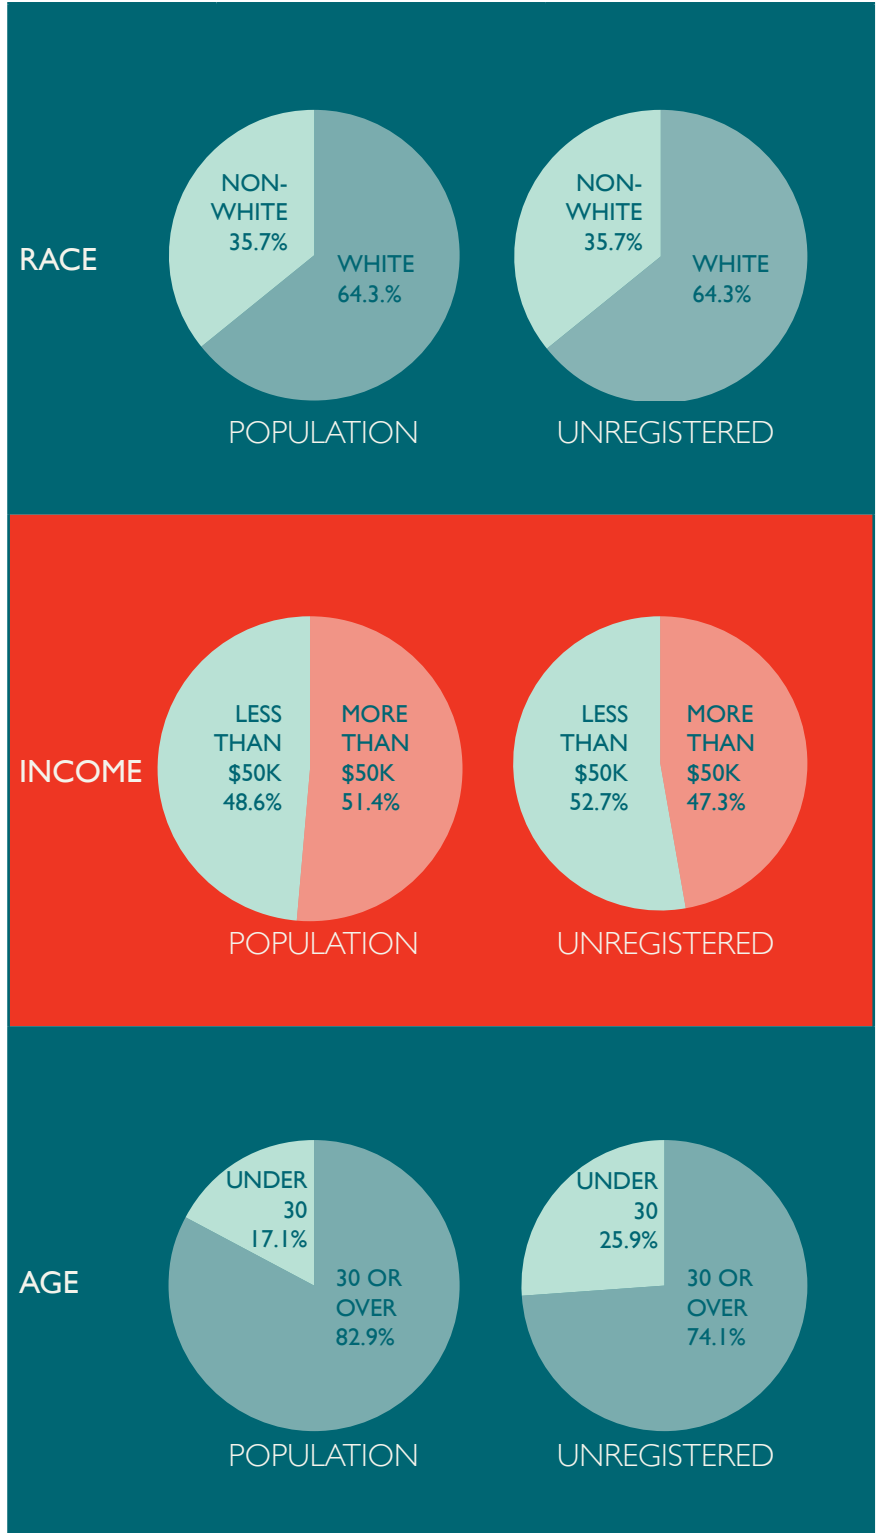 NON-
WHITE
35.7%
WHITE
64.3.%
NON-
WHITE
35.7%
WHITE
64.3%
RACE
POPULATION
UNREGISTERED
LESS
THAN
$50K
48.6%
MORE
THAN
$50K
51.4%
LESS
THAN
$50K
52.7%
MORE
THAN
$50K
47.3%
INCOME
POPULATION
UNREGISTERED
UNDER
30
17.1%
30 OR
OVER
82.9%
UNDER
30
25.9%
30 OR
OVER
74.1%
AGE
POPULATION
UNREGISTERED